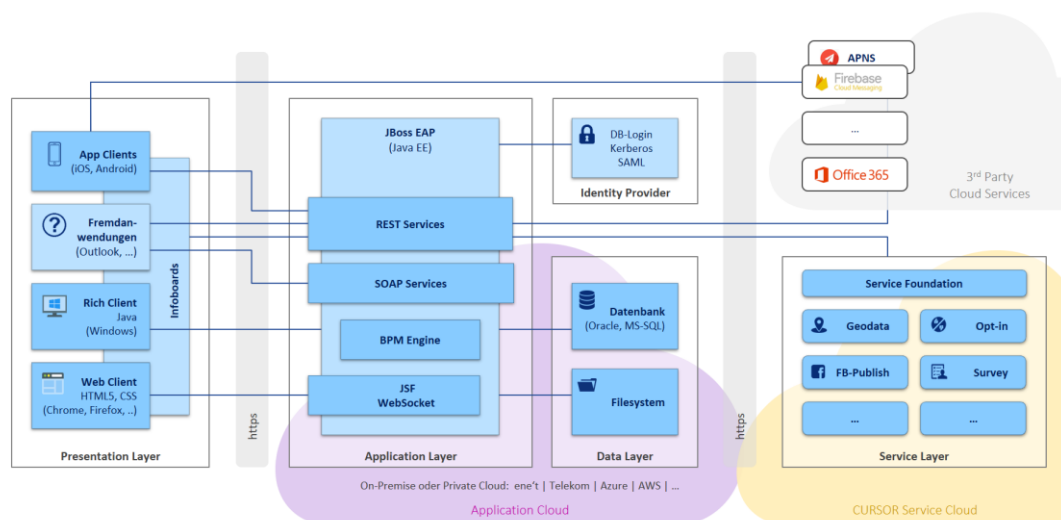 APNS
Firebase
Cloud Messaging
...
Office 365
3rd Party
Cloud Services
App Clients
(iOS, Android)
Fremdan-
wendungen
(Outlook, ...)
Rich Client
Java
(Windows)
Web Client
HTML5, CSS
(Chrome, Firefox, ..)
Infoboards
Presentation Layer
https
JBoss EAP
(Java EE)
REST Services
SOAP Services
BPM Engine
JSF
WebSocket
Application Layer
DB-Login
Kerberos
SAML
Identity Provider
Datenbank
(Oracle, MS-SQL)
Filesystem
Data Layer
https
Service Foundation
Geodata
Opt-in
FB-Publish
Survey
...
...
Service Layer
On-Premise oder Private Cloud: ene't | Telekom | Azure | AWS | ...
Application Cloud
CURSOR Service Cloud